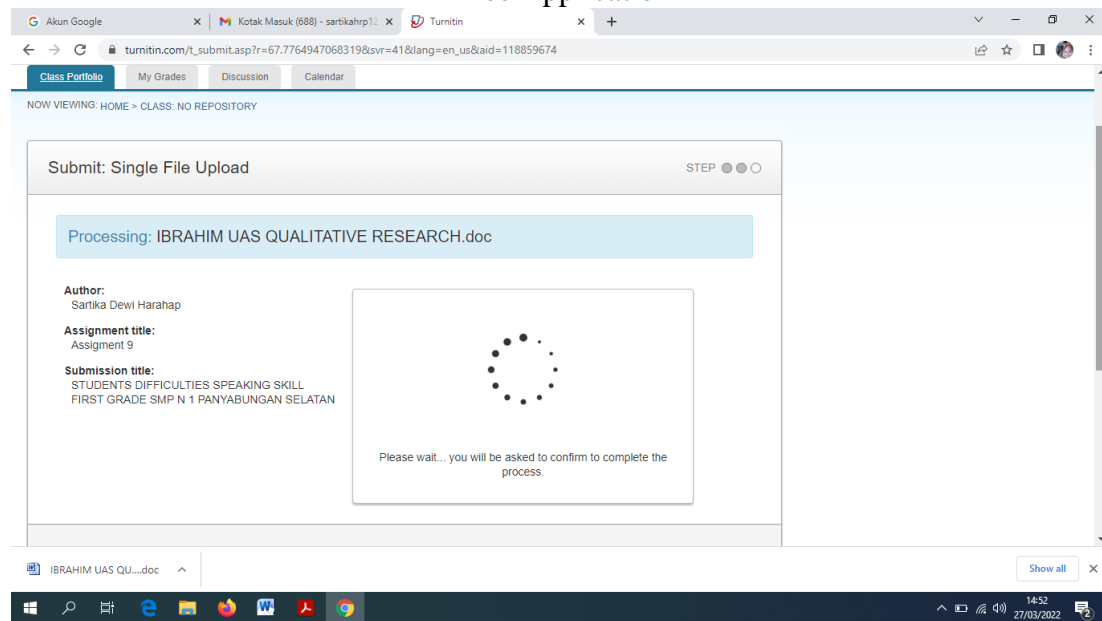 Akun Google
Kotak Masuk (688) - sartikahrp12
Turnitin
turnitin.com/t_submit.asp?r=67.7764947068319&svr=41&lang=en_us&aid=118859674
Class Portfolio My Grades Discussion Calendar
NOW VIEWING: HOME > CLASS: NO REPOSITORY
Submit: Single File Upload STEP
Processing: IBRAHIM UAS QUALITATIVE RESEARCH.doc
Author:
Sartika Dewi Harahap
Assignment title:
Assigment 9
Submission title:
STUDENTS DIFFICULTIES SPEAKING SKILL
FIRST GRADE SMP N 1 PANYABUNGAN SELATAN
Please wait... you will be asked to confirm to complete the
process.
IBRAHIM UAS QU....doc
Show all
14:52
27/03/2022
2